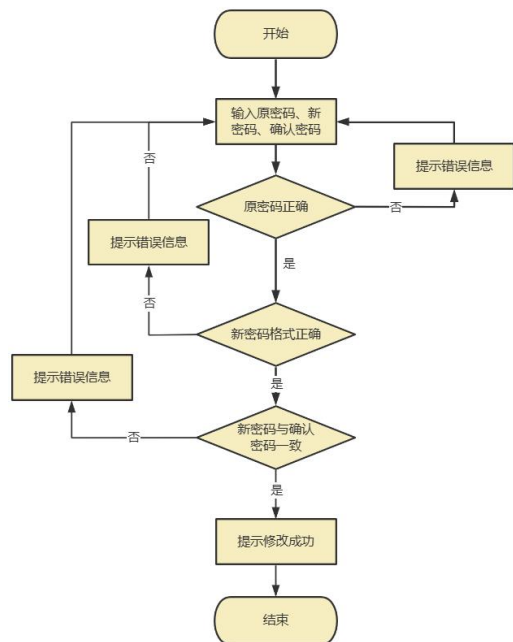 开始
输入原密码、新
密码、确认密码
否
提示错误信息
原密码正确
否
提示错误信息
是
否
新密码格式正确
提示错误信息
是
新密码与确认
密码一致
否
是
提示修改成功
结束